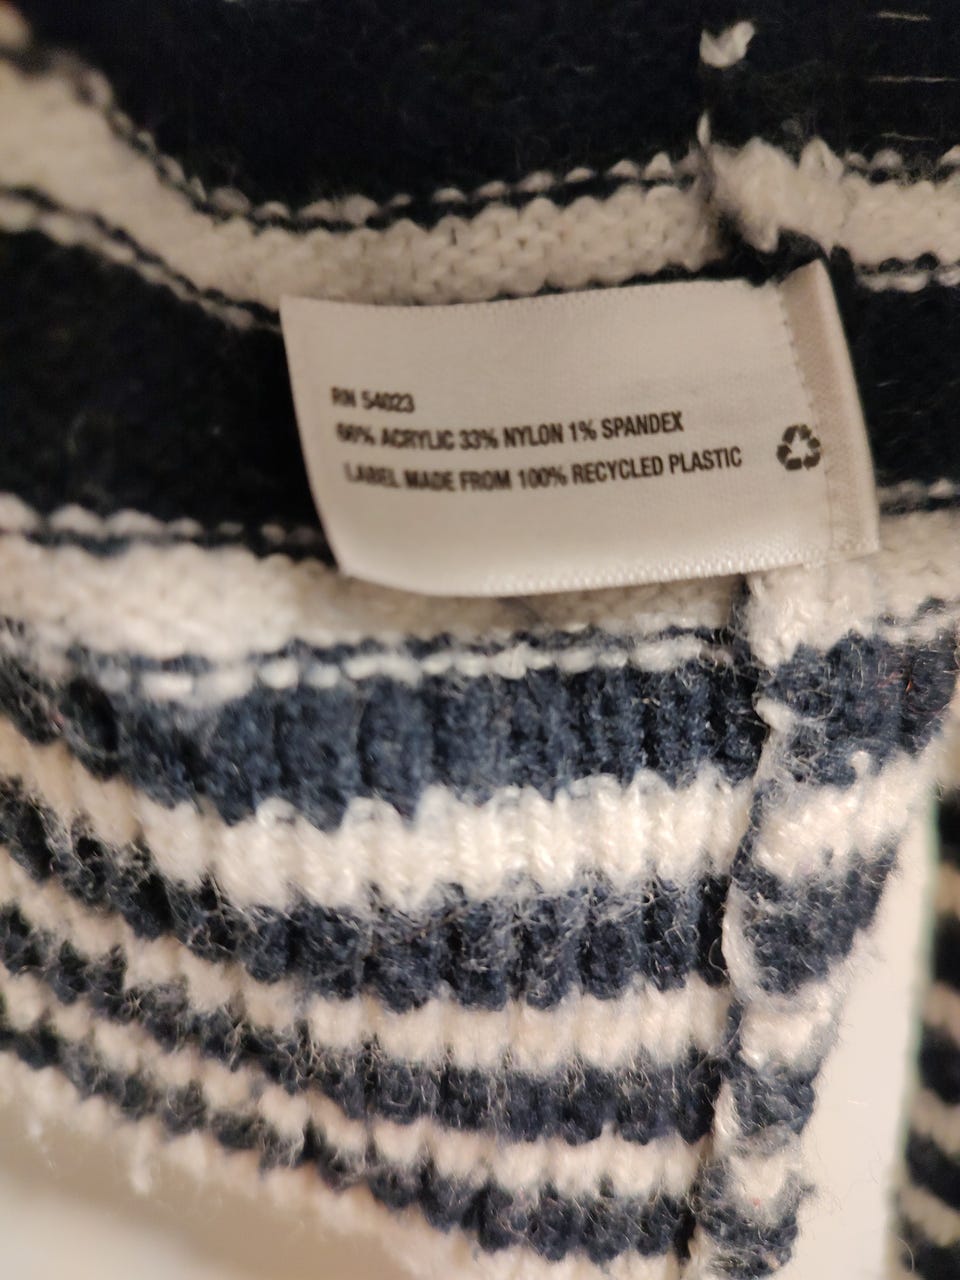 RN 54023
66% ACRYLIC 33% NYLON 1% SPANDEX
LABEL MADE FROM 100% RECYCLED PLASTIC